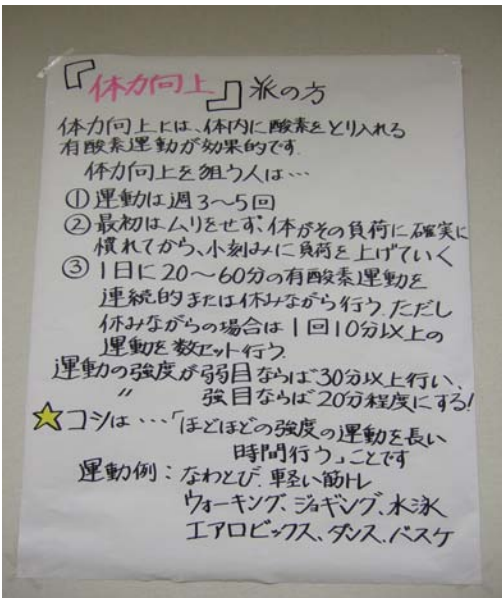 『体力向上』派の方
体力向上には、体内に酸素をとり入れる
有酸素運動が効果的です.
体力向上を狙う人は…
①運動は週3～5回
②最初はムリをせず、体がその負荷に確実に
慣れてから、小刻みに負荷を上げていく
③1日に20～60分の有酸素運動を
連続的または休みながら行う.ただし
休みながらの場合は1回10分以上の
運動を数セット行う.
運動の強度が弱目ならば30分以上行い、
〃 強目ならば20分程度にする!
☆コツは…「ほどほどの強度の運動を長い
時間行う」ことです
運動例：なわとび.軽い筋トレ
ウォーキング、ジョギング、水泳
エアロビックス、ダンス、バスケ